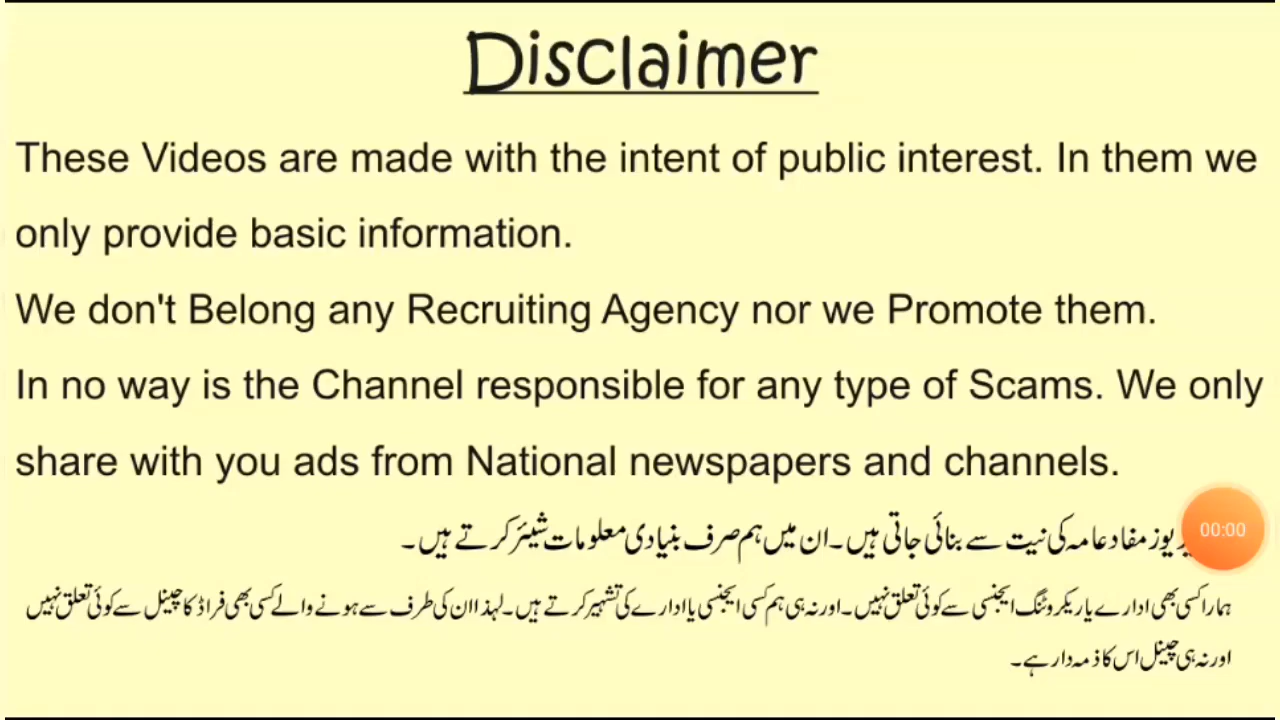 Disclaimer
These Videos are made with the intent of public interest. In them we
only provide basic information.
We don't Belong any Recruiting Agency nor we Promote them.
In no way is the Channel responsible for any type of Scams. We only
share with you ads from National newspapers and channels.
مفاد عامہ کی نیت سے بنائی جاتی ہیں۔ ان میں ہم صرف بنیادی معلومات شیئر کرتے ہیں۔
00:00
ہمارا کسی بھی ادارے یا ریکروٹنگ ایجنسی سے کوئی تعلق نہیں۔ اور نہ ہی ہم کسی ایجنسی یا ادارے کی تشہیر کرتے ہیں۔ لہذا ان کی طرف سے ہونے والے کسی بھی فراڈ کا چینل سے کوئی تعلق نہیں
اور نہ ہی چینل اس کا ذمہ دار ہے۔